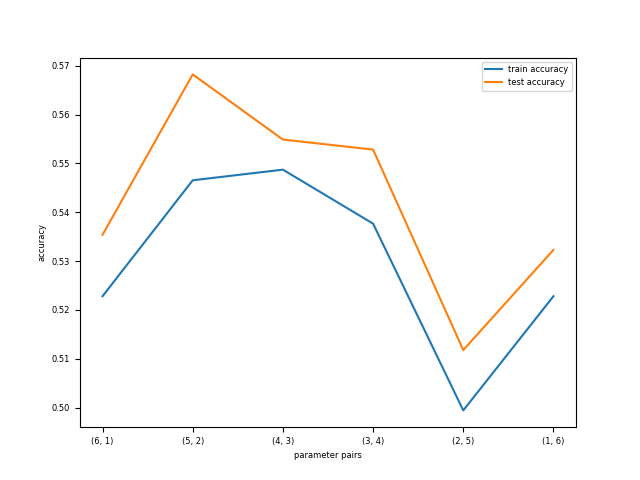 0.57
0.56
0.55
0.54
0.53
0.52
0.51
0.50
accuracy
train accuracy
test accuracy
(6, 1) (5, 2) (4, 3) (3, 4) (2, 5) (1, 6)
parameter pairs